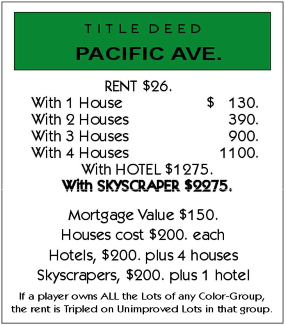 TITLE DEED
PACIFIC AVE.
RENT $26.
With 1 House $ 130.
With 2 Houses 390.
With 3 Houses 900.
With 4 Houses 1100.
With HOTEL $1275.
With SKYSCRAPER $2275.
Mortgage Value $150.
Houses cost $200. each
Hotels, $200. plus 4 houses
Skyscrapers, $200. plus 1 hotel
If a player owns ALL the Lots of any Color-Group,
the rent is Tripled on Unimproved Lots in that group.